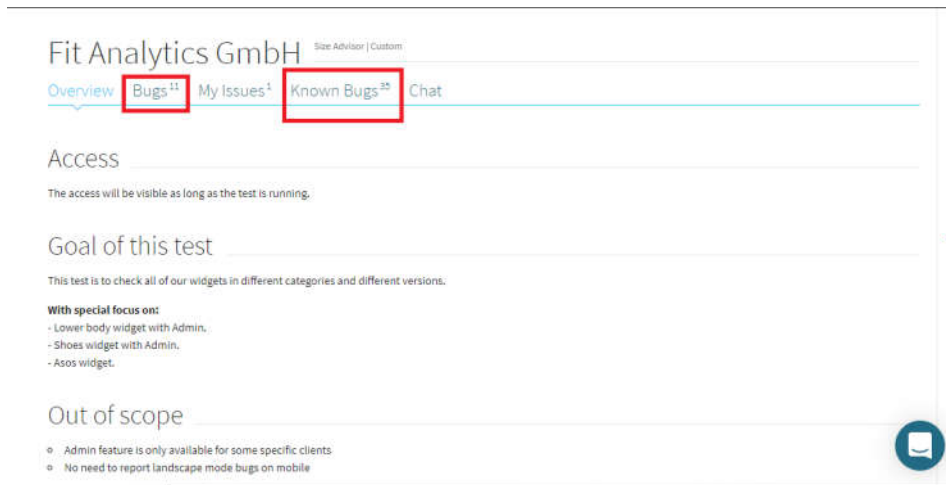 Fit Analytics GmbH Size Advisor | Custom
Overview Bugs 11 My Issues 1 Known Bugs 35 Chat
Access
The access will be visible as long as the test is running.
Goal of this test
This test is to check all of our widgets in different categories and different versions.
With special focus on:
- Lower body widget with Admin.
- Shoes widget with Admin.
- Asos widget.
Out of scope
Admin feature is only available for some specific clients
No need to report landscape mode bugs on mobile